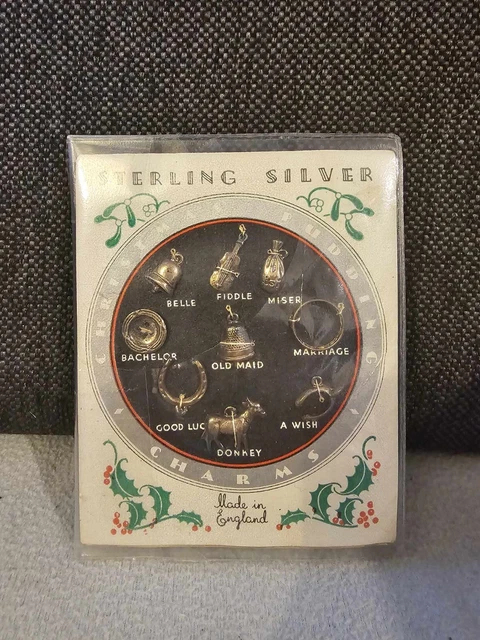 STERLING SILVER
CHRISTMAS PUDDING
BELLE
FIDDLE
MISER
BACHELOR
OLD MAID
MARRIAGE
GOOD LUC
DONKEY
A WISH
CHARMS
Made in
England